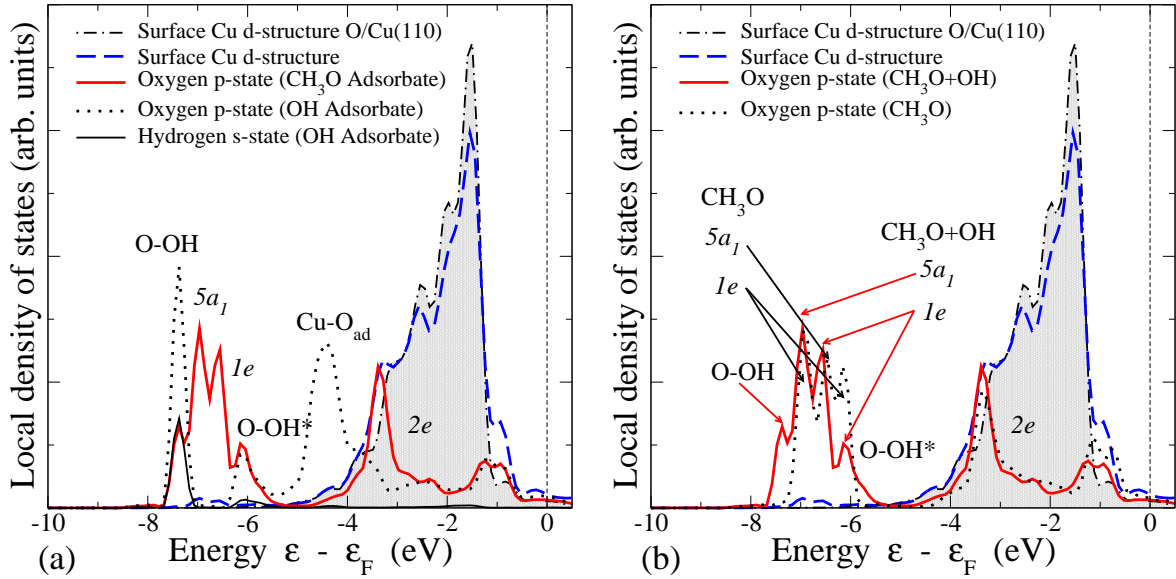 Local density of states (arb. units)
Surface Cu d-structure O/Cu(110)
Surface Cu d-structure
Oxygen p-state (CH₃O Adsorbate)
Oxygen p-state (OH Adsorbate)
Hydrogen s-state (OH Adsorbate)
O-OH
5a₁
1e
Cu-Oₐd
O-OH*
2e
-10 -8 -6 -4 -2 0
(a) Energy ε - ε_F (eV)
Local density of states (arb. units)
Surface Cu d-structure O/Cu(110)
Surface Cu d-structure
Oxygen p-state (CH₃O+OH)
Oxygen p-state (CH₃O)
CH₃O
5a₁
1e
CH₃O+OH
5a₁
1e
O-OH
O-OH*
2e
-10 -8 -6 -4 -2 0
(b) Energy ε - ε_F (eV)